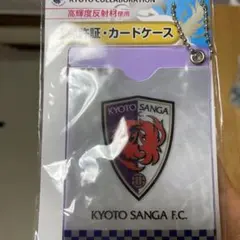 KYOTO COLLABORATION
高輝度反射材使用
証・カードケース
KYOTO SANGA
KYOTO SANGA F.C.